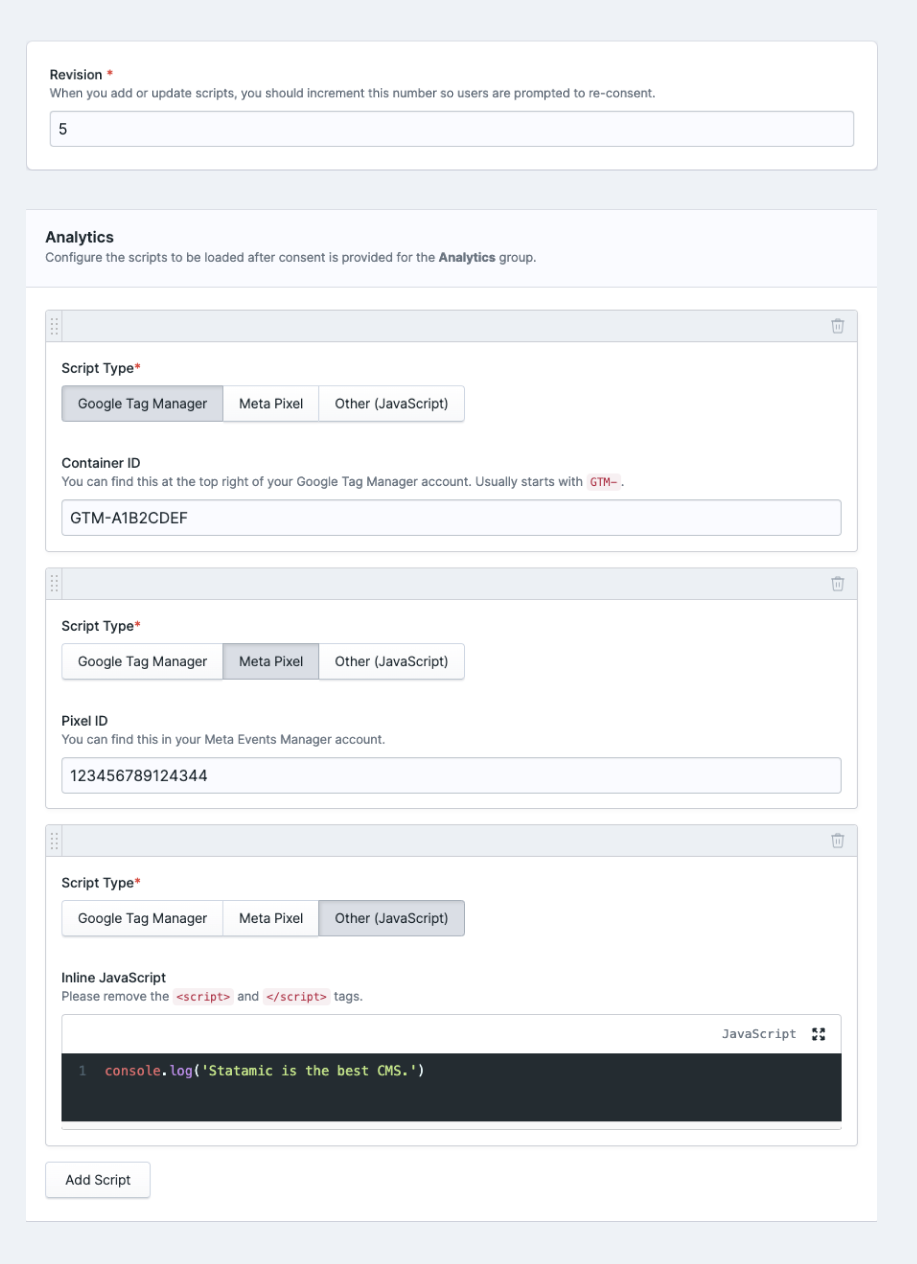 Revision *
When you add or update scripts, you should increment this number so users are prompted to re-consent.
5
Analytics
Configure the scripts to be loaded after consent is provided for the Analytics group.
Script Type*
Google Tag Manager Meta Pixel Other (JavaScript)
Container ID
You can find this at the top right of your Google Tag Manager account. Usually starts with GTM- .
GTM-A1B2CDEF
Script Type*
Google Tag Manager Meta Pixel Other (JavaScript)
Pixel ID
You can find this in your Meta Events Manager account.
123456789124344
Script Type*
Google Tag Manager Meta Pixel Other (JavaScript)
Inline JavaScript
Please remove the <script> and </script> tags.
JavaScript
1 console.log('Statamic is the best CMS.')
Add Script